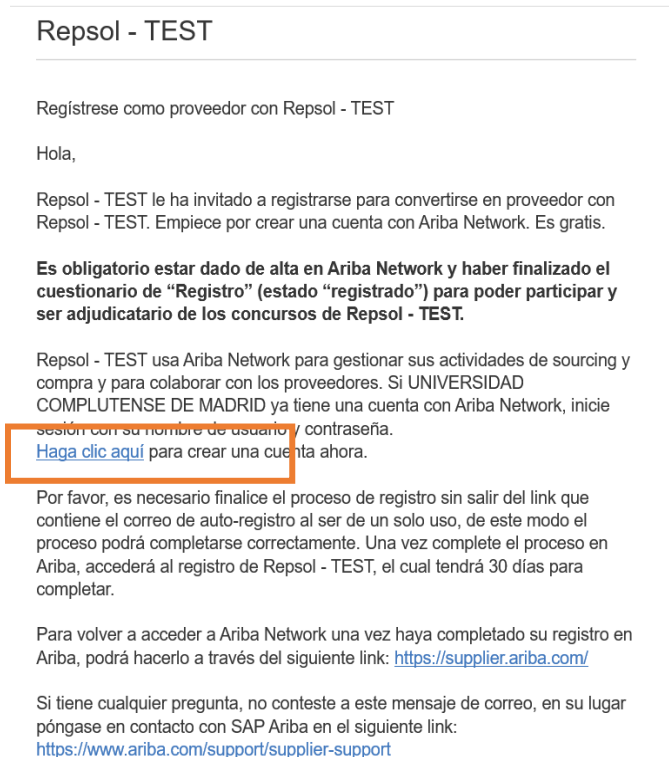 Repsol - TEST
Regístrese como proveedor con Repsol - TEST
Hola,
Repsol - TEST le ha invitado a registrarse para convertirse en proveedor con
Repsol - TEST. Empiece por crear una cuenta con Ariba Network. Es gratis.
Es obligatorio estar dado de alta en Ariba Network y haber finalizado el
cuestionario de “Registro” (estado “registrado”) para poder participar y
ser adjudicatario de los concursos de Repsol - TEST.
Repsol - TEST usa Ariba Network para gestionar sus actividades de sourcing y
compra y para colaborar con los proveedores. Si UNIVERSIDAD
COMPLUTENSE DE MADRID ya tiene una cuenta con Ariba Network, inicie
sesión con su nombre de usuario y contraseña.
Haga clic aquí para crear una cuenta ahora.
Por favor, es necesario finalice el proceso de registro sin salir del link que
contiene el correo de auto-registro al ser de un solo uso, de este modo el
proceso podrá completarse correctamente. Una vez complete el proceso en
Ariba, accederá al registro de Repsol - TEST, el cual tendrá 30 días para
completar.
Para volver a acceder a Ariba Network una vez haya completado su registro en
Ariba, podrá hacerlo a través del siguiente link: https://supplier.ariba.com/
Si tiene cualquier pregunta, no conteste a este mensaje de correo, en su lugar
póngase en contacto con SAP Ariba en el siguiente link:
https://www.ariba.com/support/supplier-support